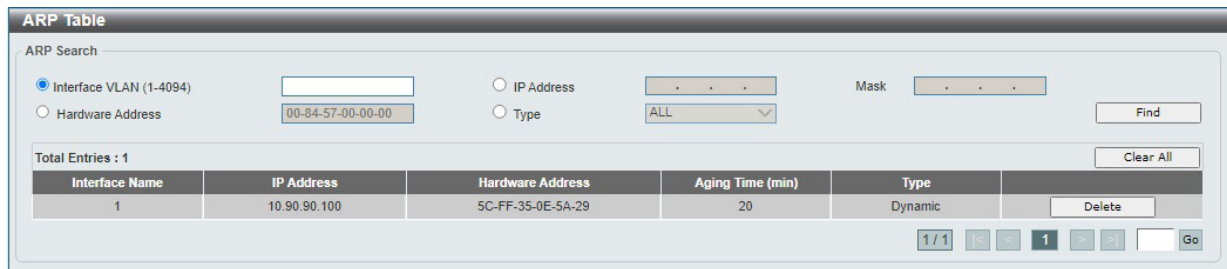 ARP Table
ARP Search
Interface VLAN (1-4094) IP Address . . . Mask . . .
Hardware Address 00-84-57-00-00-00 Type ALL Find
Total Entries : 1 Clear All
Interface Name IP Address Hardware Address Aging Time (min) Type
1 10.90.90.100 5C-FF-35-0E-5A-29 20 Dynamic Delete
1 / 1 |< < 1 > >| Go